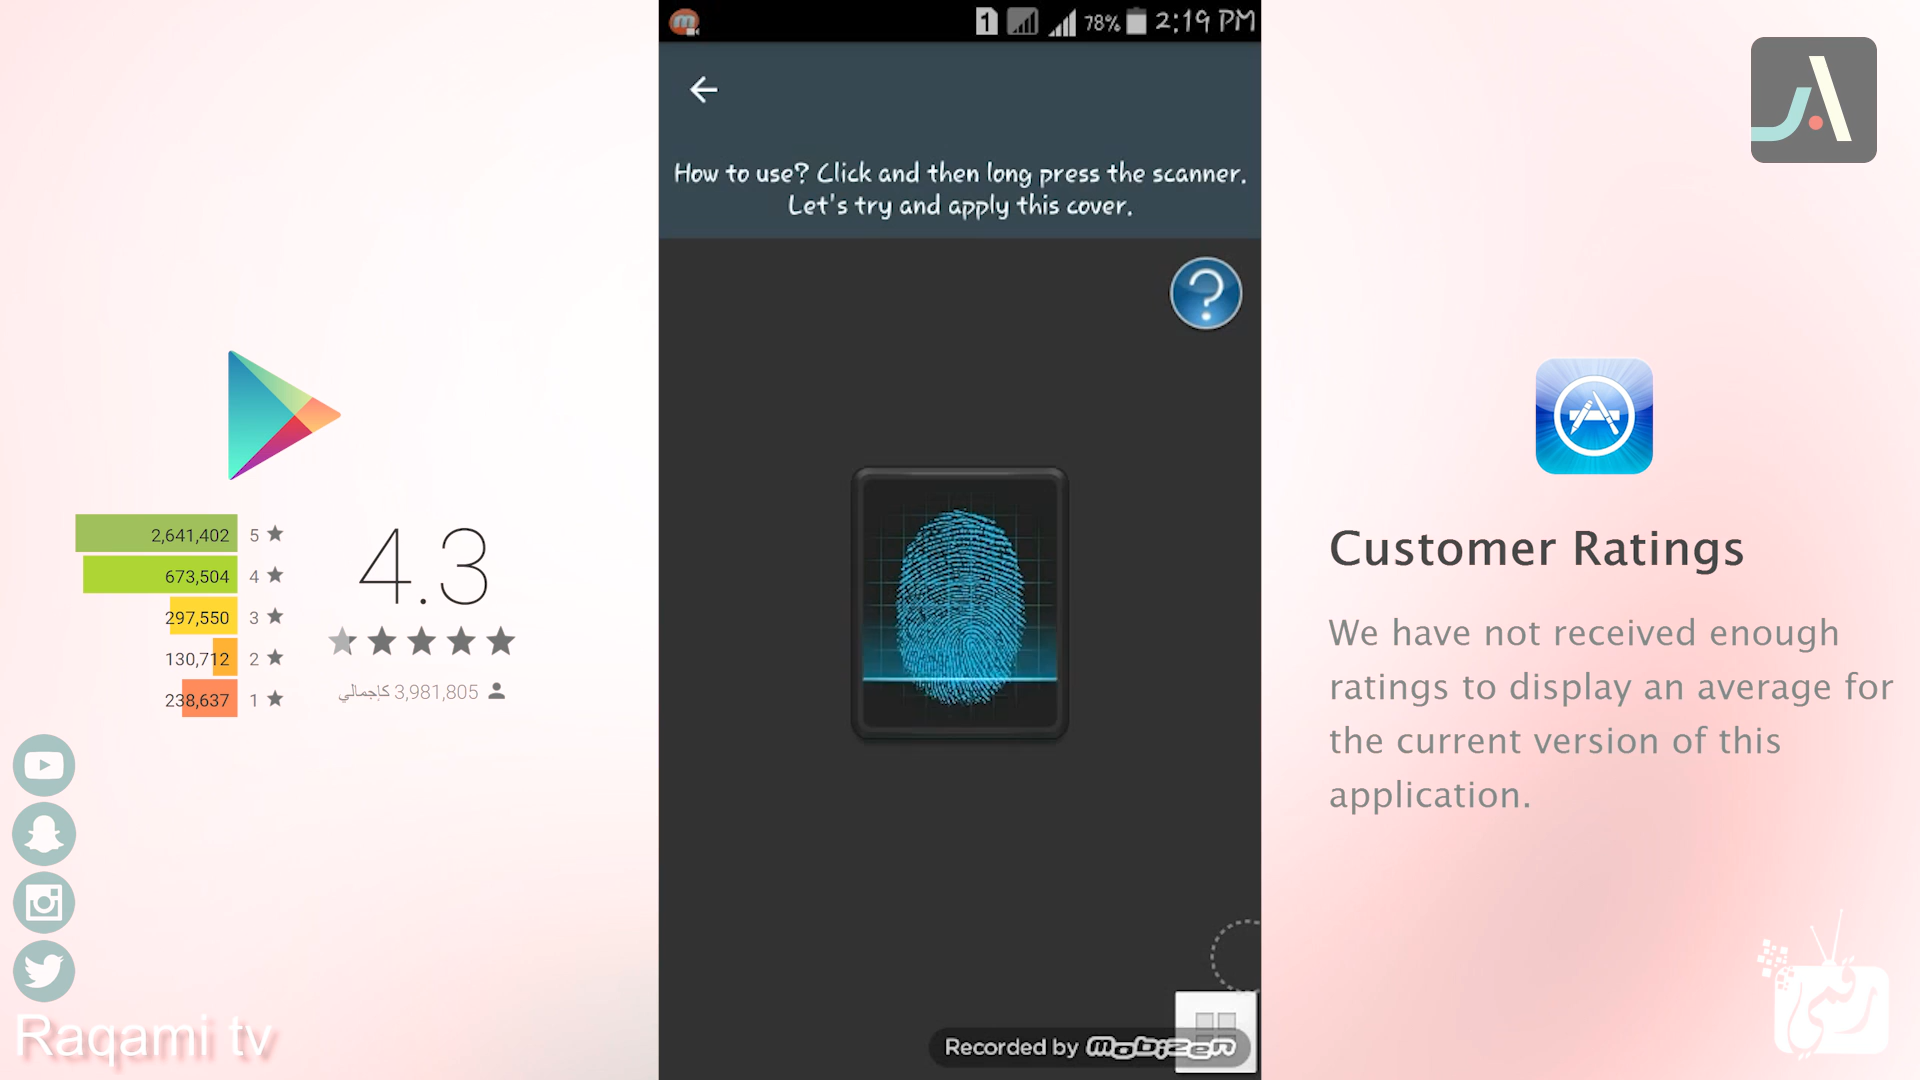 1 78% 2:19 PM
How to use? Click and then long press the scanner.
Let's try and apply this cover.
2,641,402 5
673,504 4
297,550 3
130,712 2
238,637 1
4.3
3,981,805 كإجمالي
Customer Ratings
We have not received enough
ratings to display an average for
the current version of this
application.
Raqami tv
Recorded by mobizen
رقمي